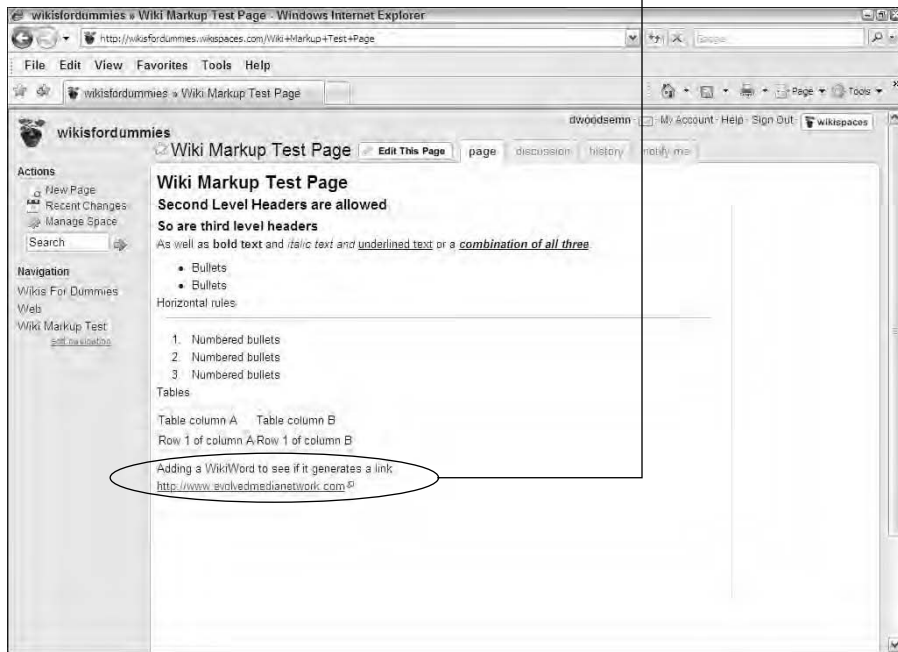 wikisfordummies » Wiki Markup Test Page - Windows Internet Explorer
http://wikisfordummies.wikispaces.com/Wiki+Markup+Test+Page
Google
File Edit View Favorites Tools Help
wikisfordummies » Wiki Markup Test Page
Page Tools
wikisfordummies
dwoodsemn · My Account · Help · Sign Out · wikispaces
Wiki Markup Test Page Edit This Page page discussion history notify me
Actions
New Page
Recent Changes
Manage Space
Search
Navigation
Wikis For Dummies
Web
Wiki Markup Test
edit navigation
Wiki Markup Test Page
Second Level Headers are allowed
So are third level headers
As well as bold text and italic text and underlined text or a combination of all three
• Bullets
• Bullets
Horizontal rules
1. Numbered bullets
2. Numbered bullets
3. Numbered bullets
Tables
Table column A Table column B
Row 1 of column A Row 1 of column B
Adding a WikiWord to see if it generates a link
http://www.evolvedmedianetwork.com